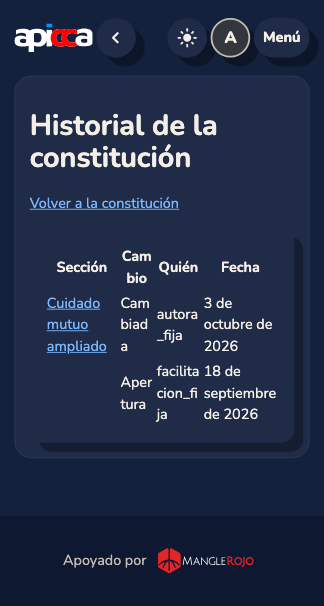 apicca
A
Menú
Historial de la
constitución
Volver a la constitución
Sección
Cam
bio
Quién
Fecha
Cuidado
mutuo
ampliado
Cam
biad
a
autora
_fija
3 de
octubre de
2026
Aper
tura
facilita
cion_fi
ja
18 de
septiembre
de 2026
Apoyado por
MANGLEROJO